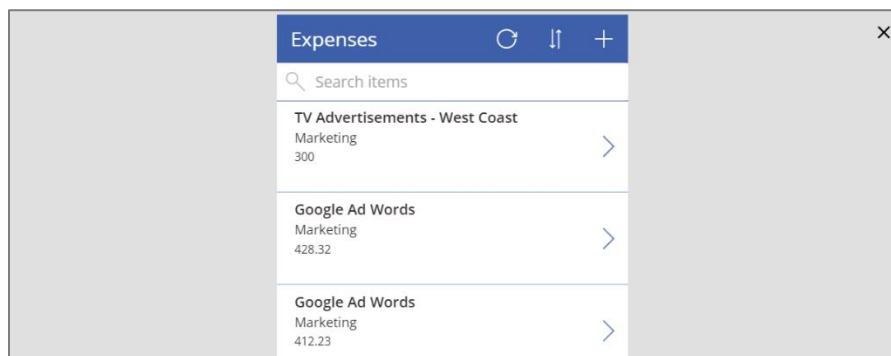 Expenses
Search items
TV Advertisements - West Coast
Marketing
300
Google Ad Words
Marketing
428.32
Google Ad Words
Marketing
412.23